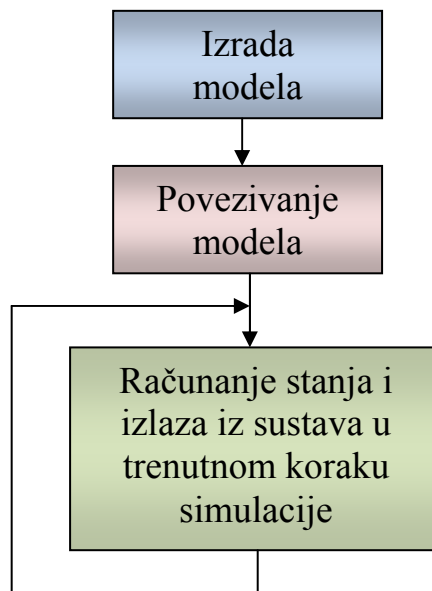 Izrada
modela
Povezivanje
modela
Računanje stanja i
izlaza iz sustava u
trenutnom koraku
simulacije